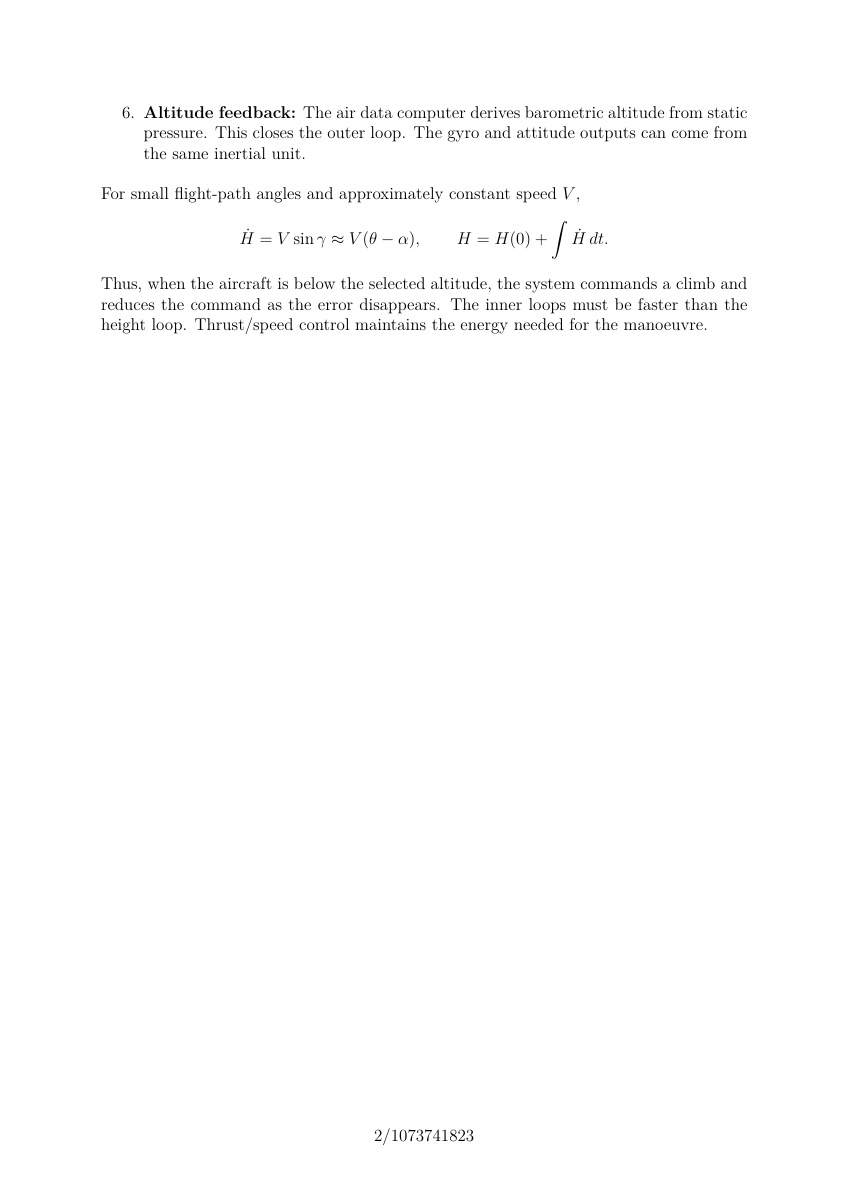 6. Altitude feedback: The air data computer derives barometric altitude from static
pressure. This closes the outer loop. The gyro and attitude outputs can come from
the same inertial unit.
For small flight-path angles and approximately constant speed V,
Ḣ = V sin γ ≈ V(θ − α), H = H(0) + ∫ Ḣ dt.
Thus, when the aircraft is below the selected altitude, the system commands a climb and
reduces the command as the error disappears. The inner loops must be faster than the
height loop. Thrust/speed control maintains the energy needed for the manoeuvre.
2/1073741823